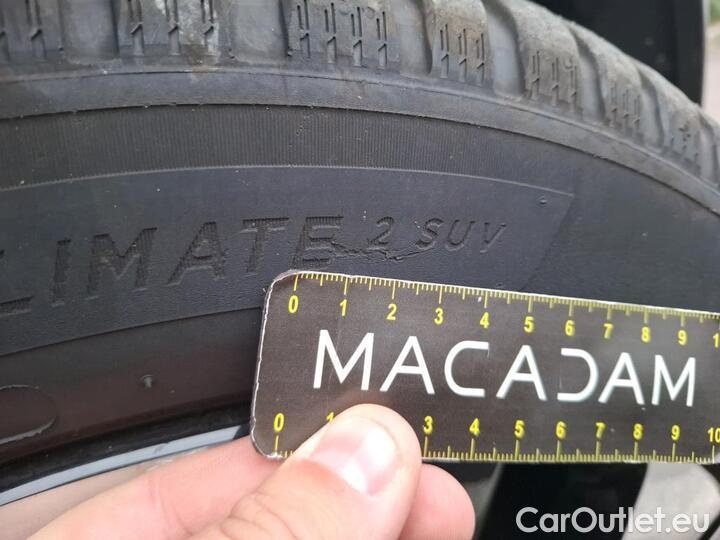 LIMATE 2 SUV
0 1 2 3 4 5 6 7 8 9 1
MACADAM
0 1 3 4 5 6 7 8 9 10
CarOutlet.eu